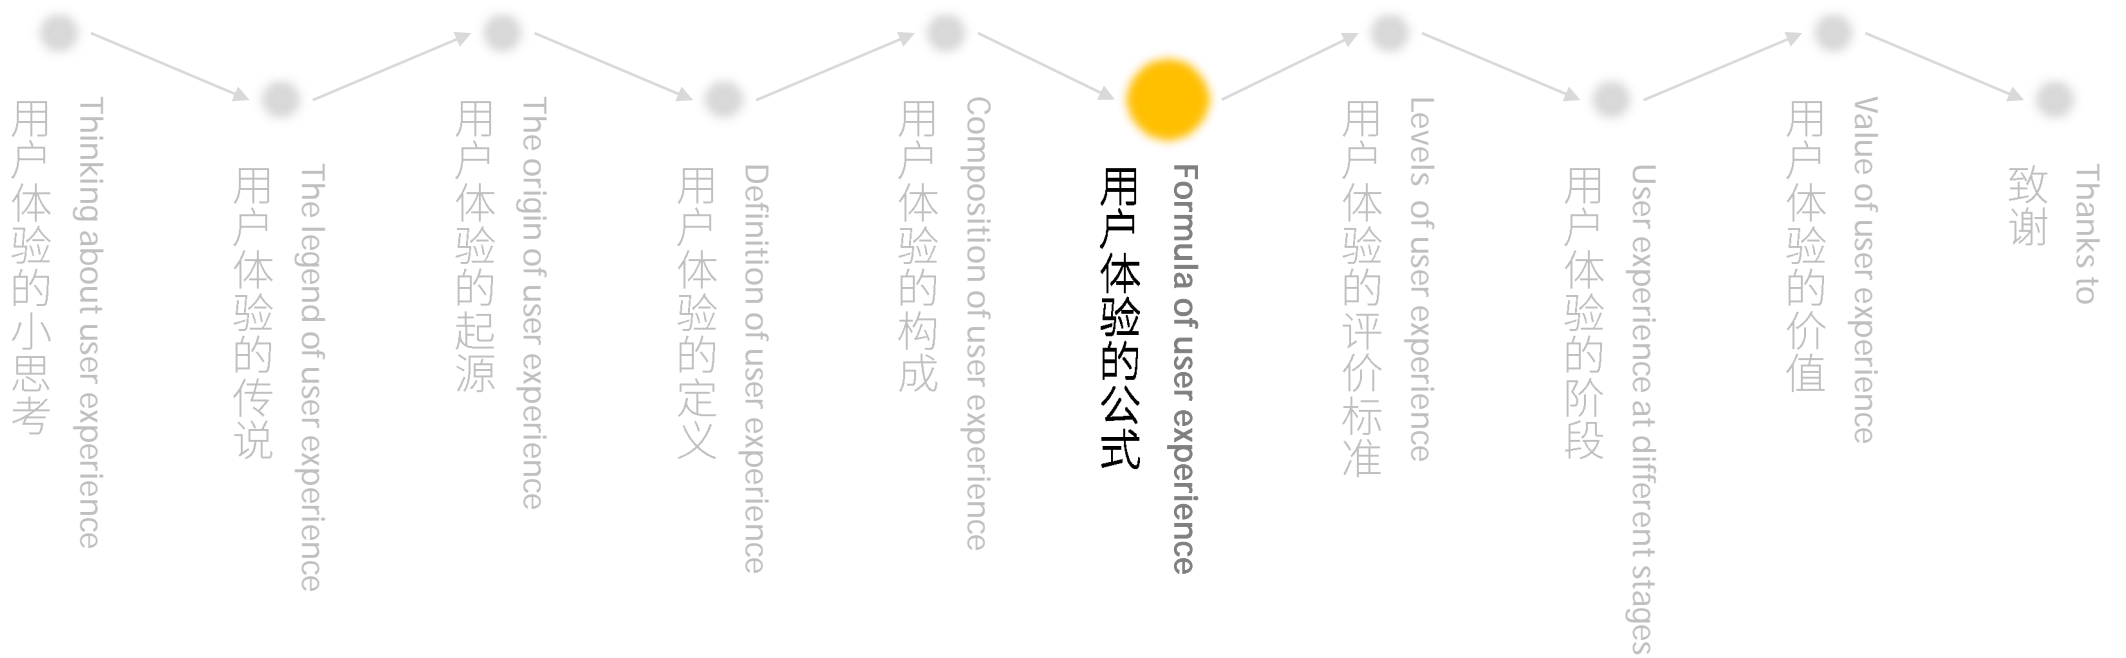 用户体验的小思考
Thinking about user experience
用户体验的传说
The legend of user experience
用户体验的起源
The origin of user experience
用户体验的定义
Definition of user experience
用户体验的构成
Composition of user experience
用户体验的公式
Formula of user experience
用户体验的评价标准
Levels of user experience
用户体验的阶段
User experience at different stages
用户体验的价值
Value of user experience
致谢
Thanks to